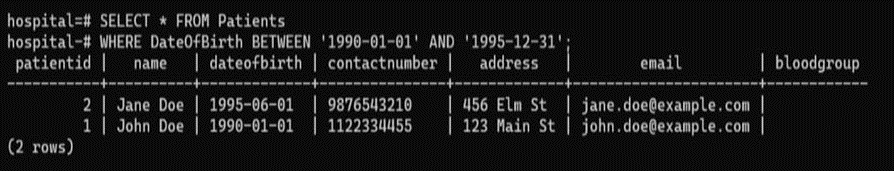 hospital=# SELECT * FROM Patients
hospital-# WHERE DateOfBirth BETWEEN '1990-01-01' AND '1995-12-31';
 patientid |   name   | dateofbirth | contactnumber |   address   |        email         | bloodgroup
-----------+----------+-------------+---------------+-------------+----------------------+------------
         2 | Jane Doe | 1995-06-01  | 9876543210    | 456 Elm St  | jane.doe@example.com |
         1 | John Doe | 1990-01-01  | 1122334455    | 123 Main St | john.doe@example.com |
(2 rows)